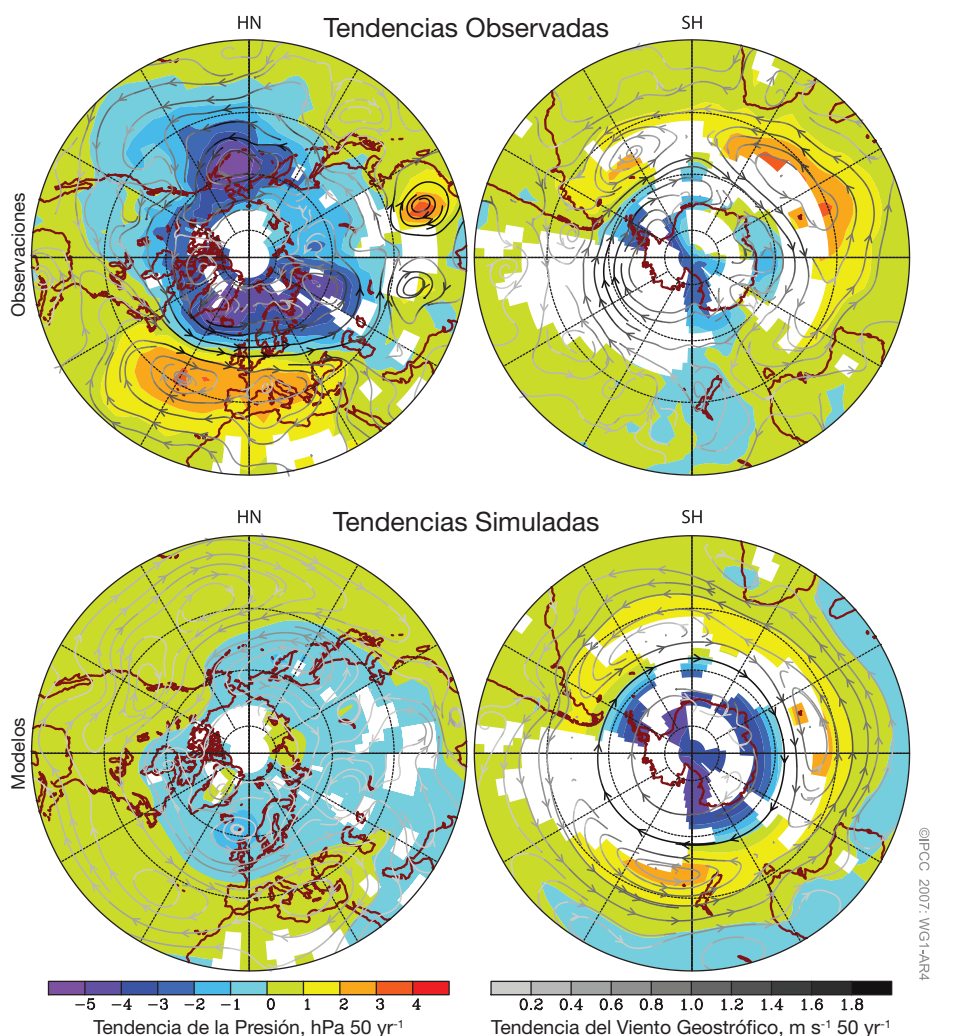 HN
Tendencias Observadas
SH
Observaciones
HN
Tendencias Simuladas
SH
Modelos
©IPCC 2007: WG1-AR4
−5 −4 −3 −2 −1 0 1 2 3 4
Tendencia de la Presión, hPa 50 yr⁻¹
0.2 0.4 0.6 0.8 1.0 1.2 1.4 1.6 1.8
Tendencia del Viento Geostrófico, m s⁻¹ 50 yr⁻¹